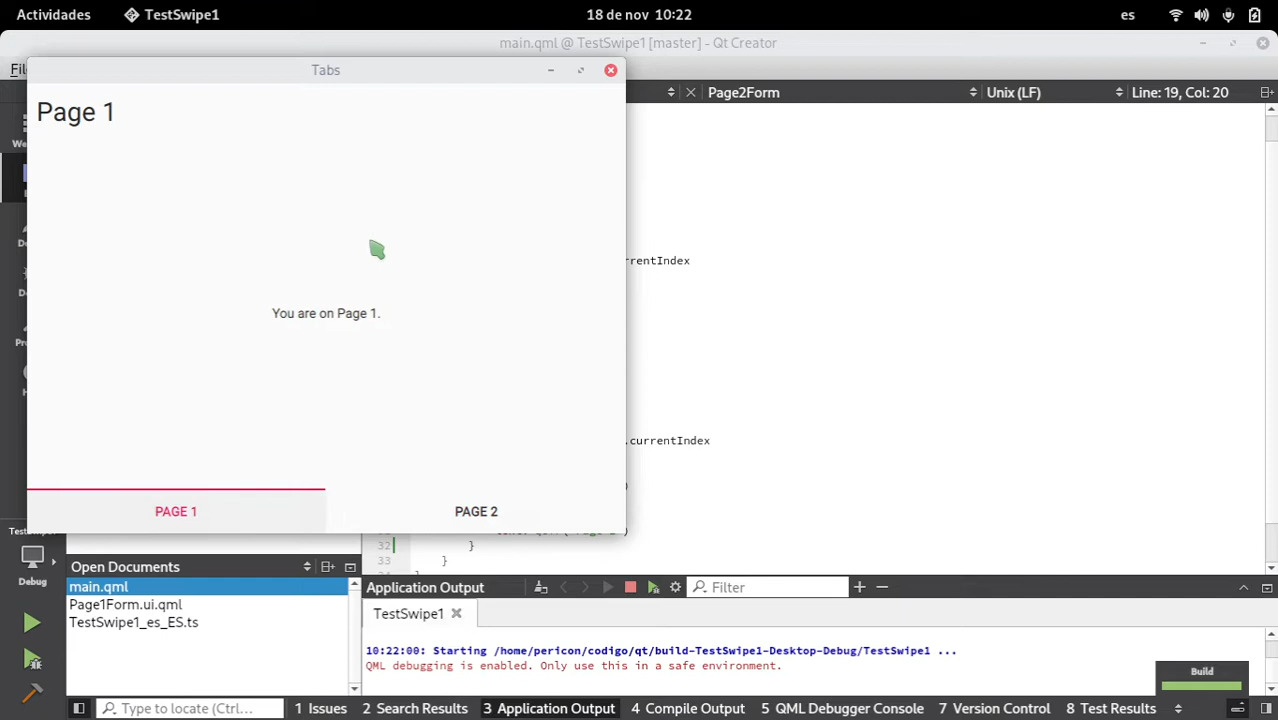 Actividades
TestSwipe1
18 de nov 10:22
es
main.qml @ TestSwipe1 [master] - Qt Creator
Tabs
Page2Form
Unix (LF)
Line: 19, Col: 20
Page 1
rrentIndex
You are on Page 1.
.currentIndex
PAGE 1
PAGE 2
32
}
33
}
Debug
Open Documents
main.qml
Page1Form.ui.qml
TestSwipe1_es_ES.ts
Application Output
Filter
TestSwipe1
10:22:00: Starting /home/pericon/codigo/qt/build-TestSwipe1-Desktop-Debug/TestSwipe1 ...
QML debugging is enabled. Only use this in a safe environment.
Build
Type to locate (Ctrl...
1 Issues
2 Search Results
3 Application Output
4 Compile Output
5 QML Debugger Console
7 Version Control
8 Test Results